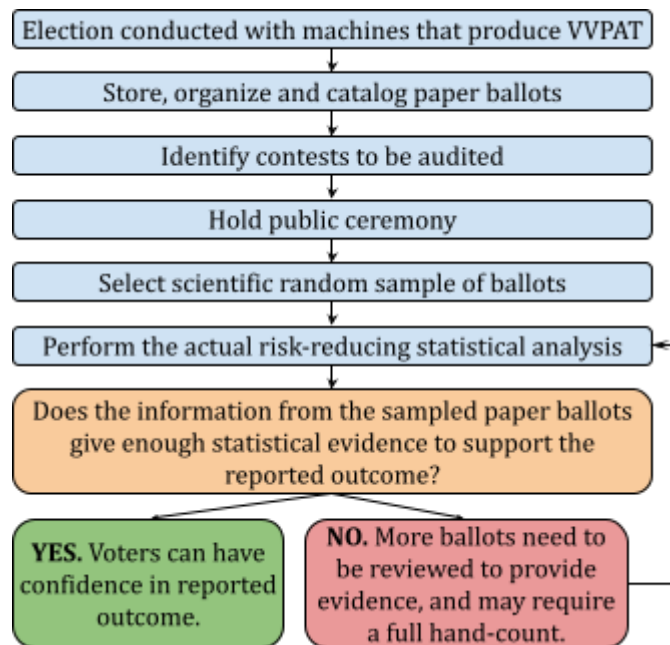 Election conducted with machines that produce VVPAT
Store, organize and catalog paper ballots
Identify contests to be audited
Hold public ceremony
Select scientific random sample of ballots
Perform the actual risk-reducing statistical analysis
Does the information from the sampled paper ballots
give enough statistical evidence to support the
reported outcome?
YES. Voters can have
confidence in reported
outcome.
NO. More ballots need to
be reviewed to provide
evidence, and may require
a full hand-count.